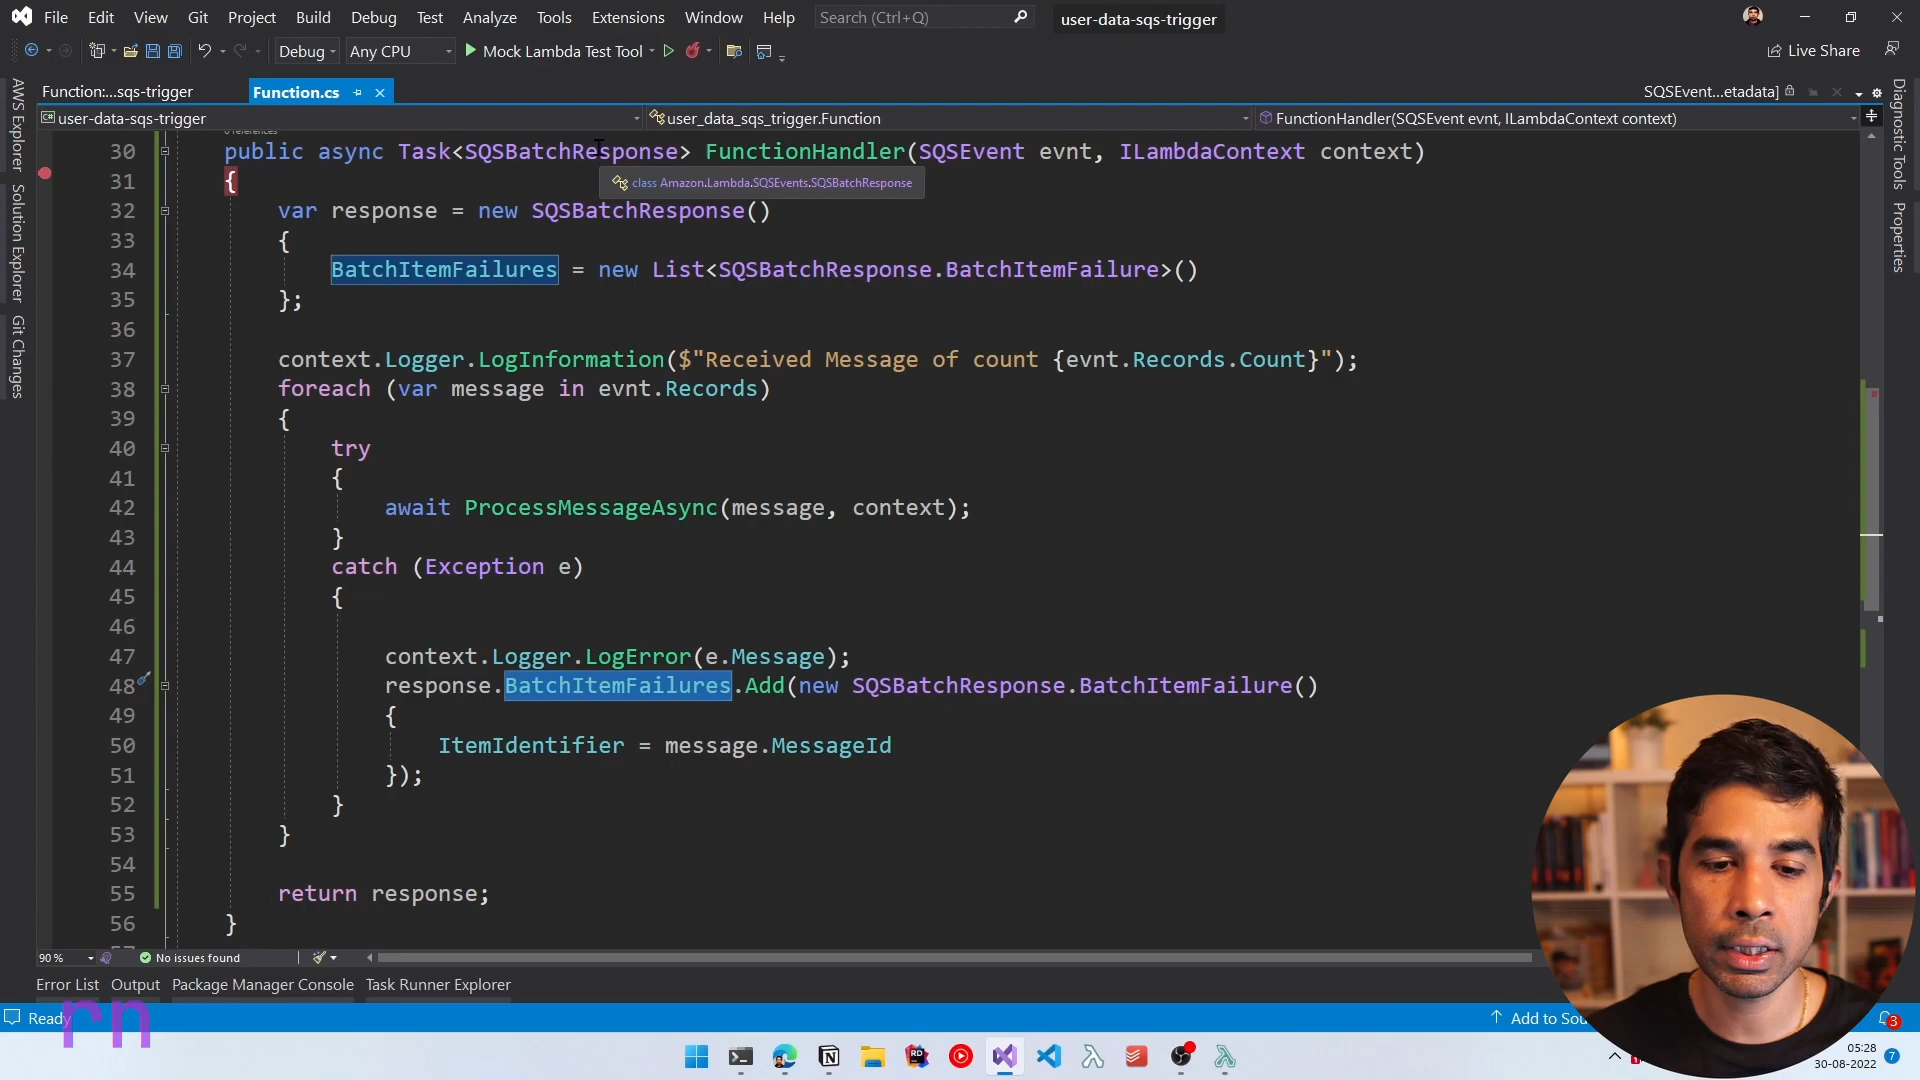 File Edit View Git Project Build Debug Test Analyze Tools Extensions Window Help Search (Ctrl+Q) user-data-sqs-trigger
Debug Any CPU Mock Lambda Test Tool Live Share
Function:...sqs-trigger Function.cs SQSEvent...etadata]
user-data-sqs-trigger user_data_sqs_trigger.Function FunctionHandler(SQSEvent evnt, ILambdaContext context)
AWS Explorer
Solution Explorer
Git Changes
Diagnostic Tools
Properties
0 references
30 public async Task<SQSBatchResponse> FunctionHandler(SQSEvent evnt, ILambdaContext context)
31 {
class Amazon.Lambda.SQSEvents.SQSBatchResponse
32 var response = new SQSBatchResponse()
33 {
34 BatchItemFailures = new List<SQSBatchResponse.BatchItemFailure>()
35 };
36
37 context.Logger.LogInformation($"Received Message of count {evnt.Records.Count}");
38 foreach (var message in evnt.Records)
39 {
40 try
41 {
42 await ProcessMessageAsync(message, context);
43 }
44 catch (Exception e)
45 {
46
47 context.Logger.LogError(e.Message);
48 response.BatchItemFailures.Add(new SQSBatchResponse.BatchItemFailure()
49 {
50 ItemIdentifier = message.MessageId
51 });
52 }
53 }
54
55 return response;
56 }
90 % No issues found
Error List Output Package Manager Console Task Runner Explorer
Ready Add to Sou
rn
3
05:28
30-08-2022
7